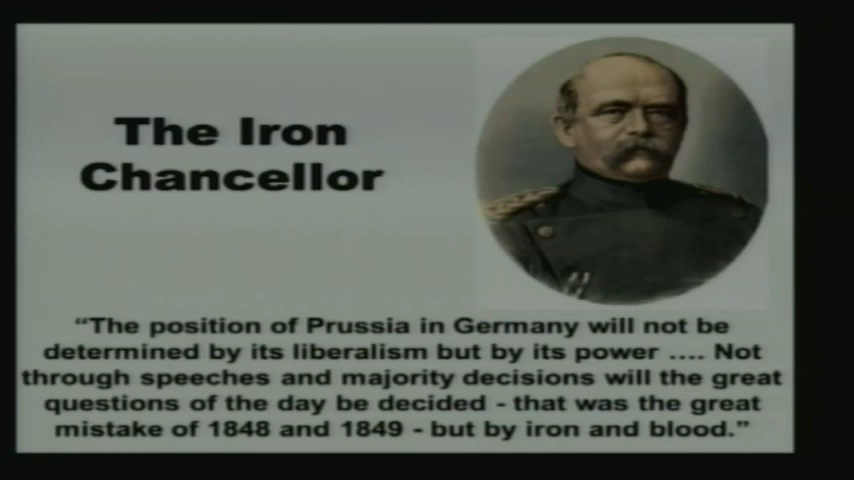 The Iron
Chancellor
“The position of Prussia in Germany will not be
determined by its liberalism but by its power .... Not
through speeches and majority decisions will the great
questions of the day be decided - that was the great
mistake of 1848 and 1849 - but by iron and blood.”